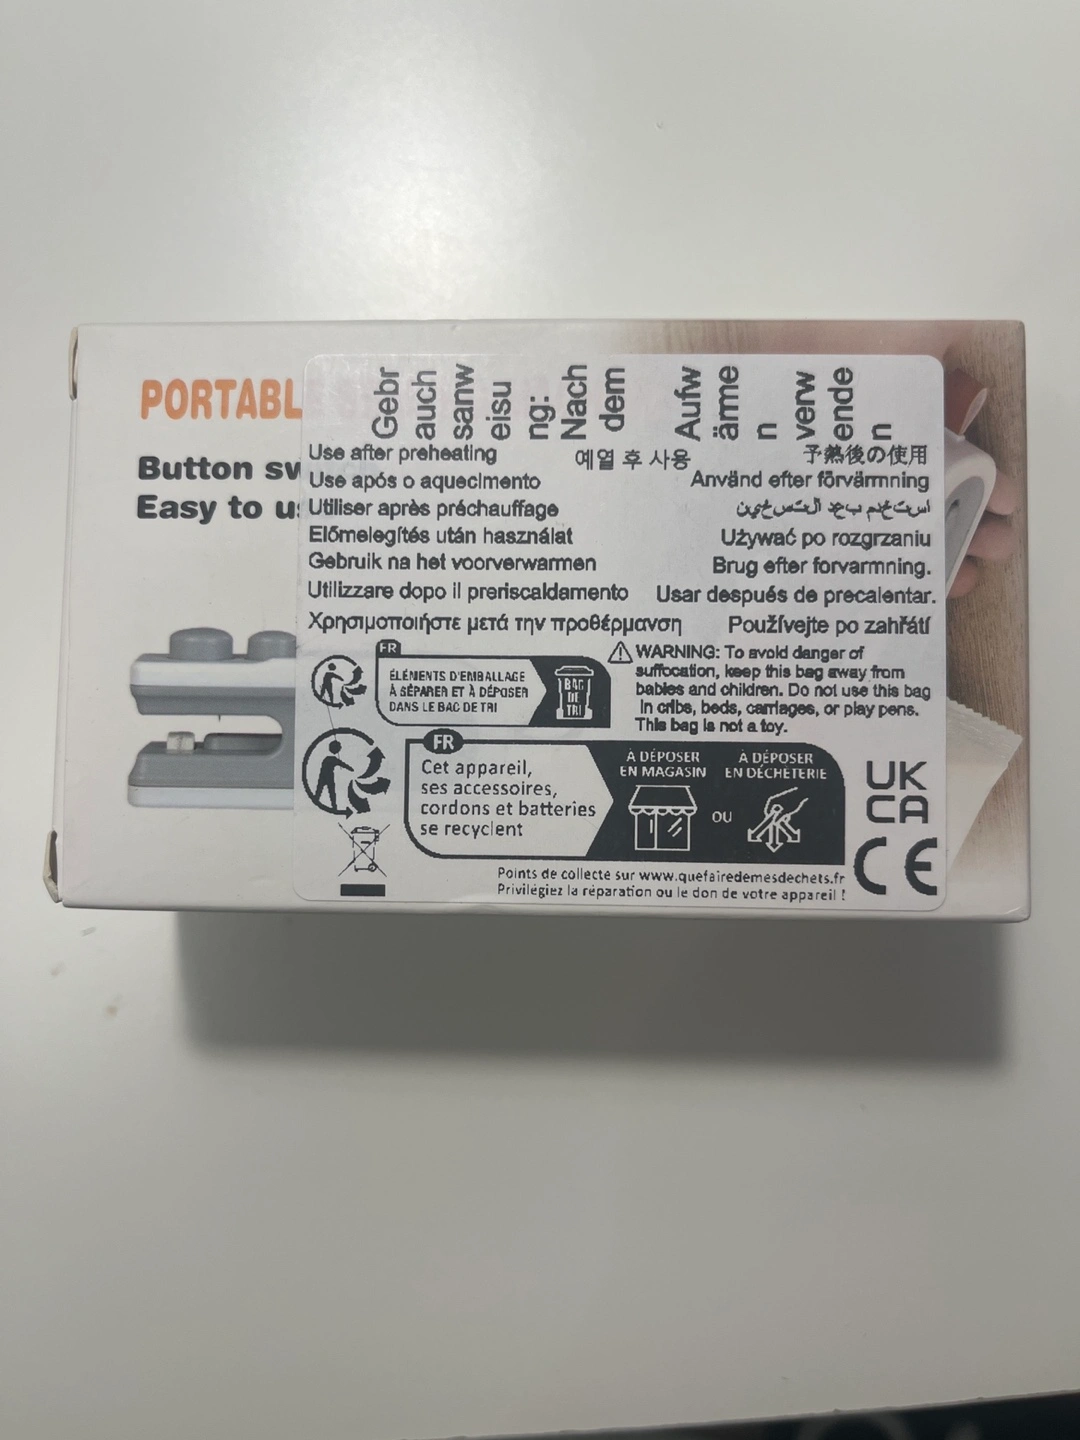 PORTABL
Button sw
Easy to u
Gebr
auch
sanw
eisu
ng:
Nach
dem
Aufw
ärme
n
verw
ende
n
Use after preheating
예열 후 사용
予熱後の使用
Use após o aquecimento
Använd efter förvärmning
Utiliser après préchauffage
استخدم بعد التسخين
Előmelegítés után használat
Używać po rozgrzaniu
Gebruik na het voorverwarmen
Brug efter forvarmning.
Utilizzare dopo il preriscaldamento
Usar después de precalentar.
Χρησιμοποιήστε μετά την προθέρμανση
Používejte po zahřátí
FR
ÉLÉMENTS D'EMBALLAGE
À SÉPARER ET À DÉPOSER
DANS LE BAC DE TRI
BAC
DE
TRI
WARNING: To avoid danger of
suffocation, keep this bag away from
babies and children. Do not use this bag
in cribs, beds, carriages, or play pens.
This bag is not a toy.
FR
Cet appareil,
ses accessoires,
cordons et batteries
se recyclent
À DÉPOSER
EN MAGASIN
OU
À DÉPOSER
EN DÉCHÈTERIE
UK
CA
CE
Points de collecte sur www.quefairedemesdechets.fr
Privilégiez la réparation ou le don de votre appareil !